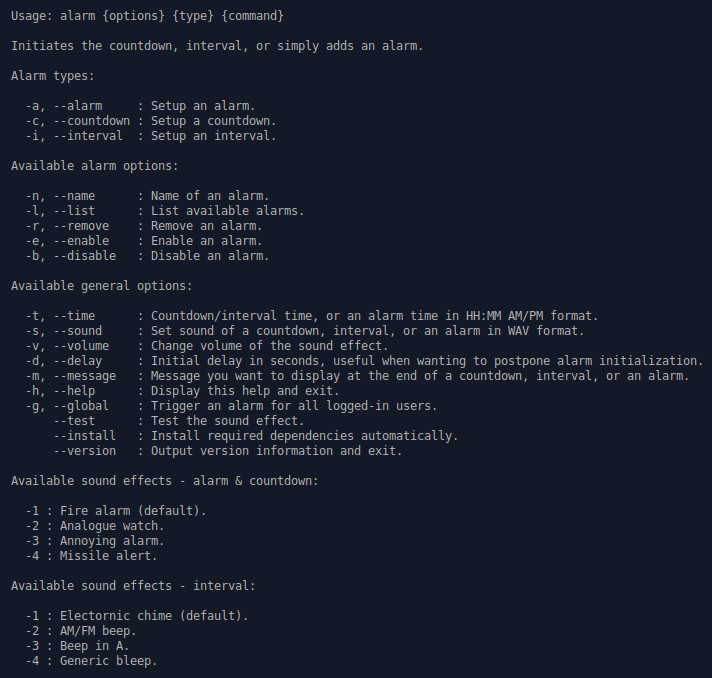 Usage: alarm {options} {type} {command}

Initiates the countdown, interval, or simply adds an alarm.

Alarm types:

  -a, --alarm     : Setup an alarm.
  -c, --countdown : Setup a countdown.
  -i, --interval  : Setup an interval.

Available alarm options:

  -n, --name      : Name of an alarm.
  -l, --list      : List available alarms.
  -r, --remove    : Remove an alarm.
  -e, --enable    : Enable an alarm.
  -b, --disable   : Disable an alarm.

Available general options:

  -t, --time      : Countdown/interval time, or an alarm time in HH:MM AM/PM format.
  -s, --sound     : Set sound of a countdown, interval, or an alarm in WAV format.
  -v, --volume    : Change volume of the sound effect.
  -d, --delay     : Initial delay in seconds, useful when wanting to postpone alarm initialization.
  -m, --message   : Message you want to display at the end of a countdown, interval, or an alarm.
  -h, --help      : Display this help and exit.
  -g, --global    : Trigger an alarm for all logged-in users.
      --test      : Test the sound effect.
      --install   : Install required dependencies automatically.
      --version   : Output version information and exit.

Available sound effects - alarm & countdown:

  -1 : Fire alarm (default).
  -2 : Analogue watch.
  -3 : Annoying alarm.
  -4 : Missile alert.

Available sound effects - interval:

  -1 : Electornic chime (default).
  -2 : AM/FM beep.
  -3 : Beep in A.
  -4 : Generic bleep.